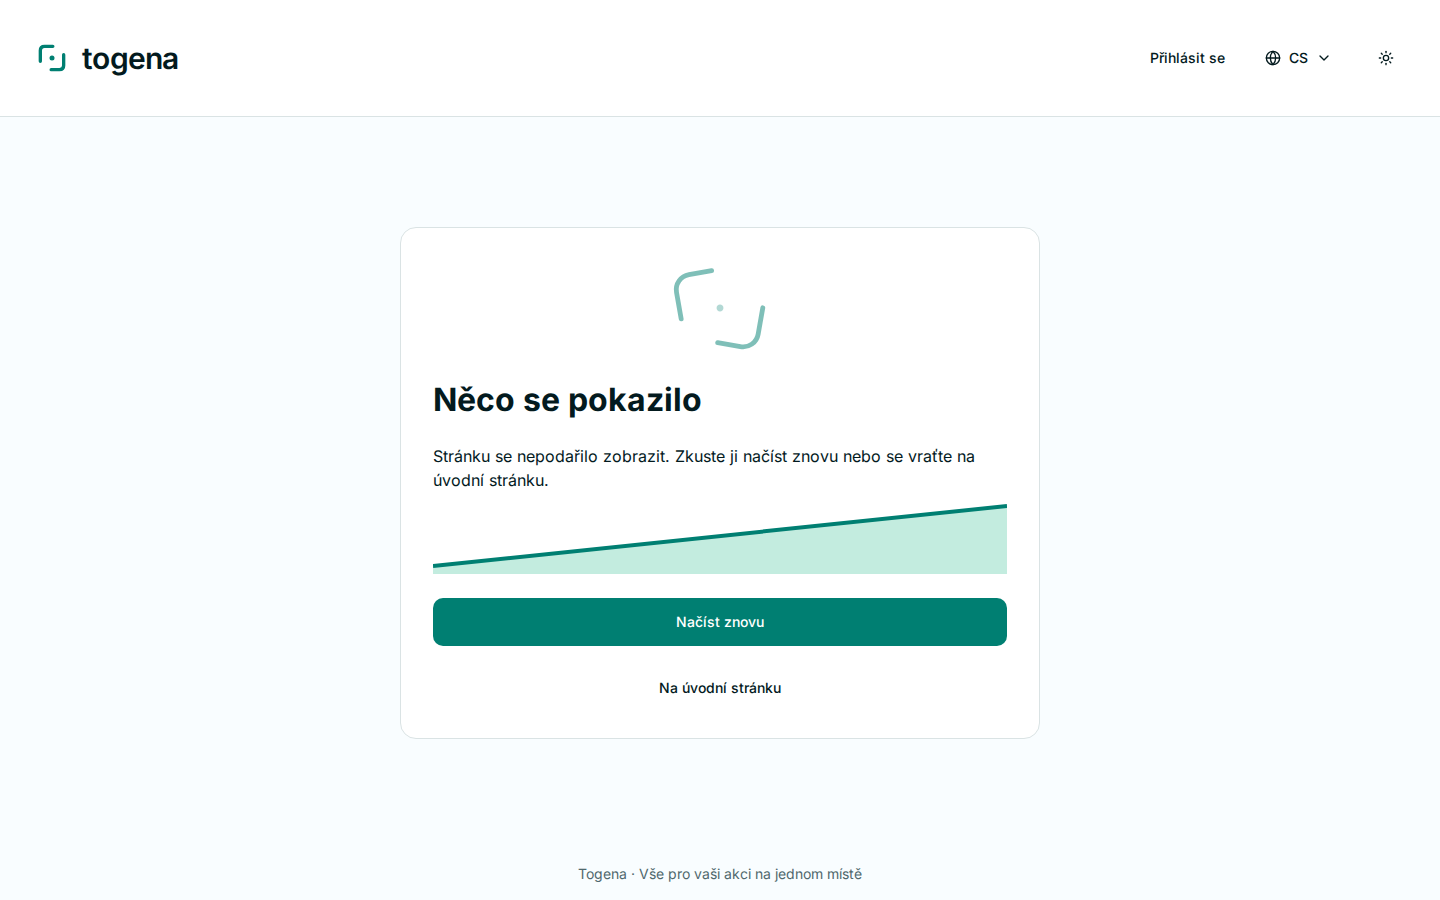 togena
Přihlásit se
CS
Něco se pokazilo
Stránku se nepodařilo zobrazit. Zkuste ji načíst znovu nebo se vraťte na
úvodní stránku.
Načíst znovu
Na úvodní stránku
Togena · Vše pro vaši akci na jednom místě